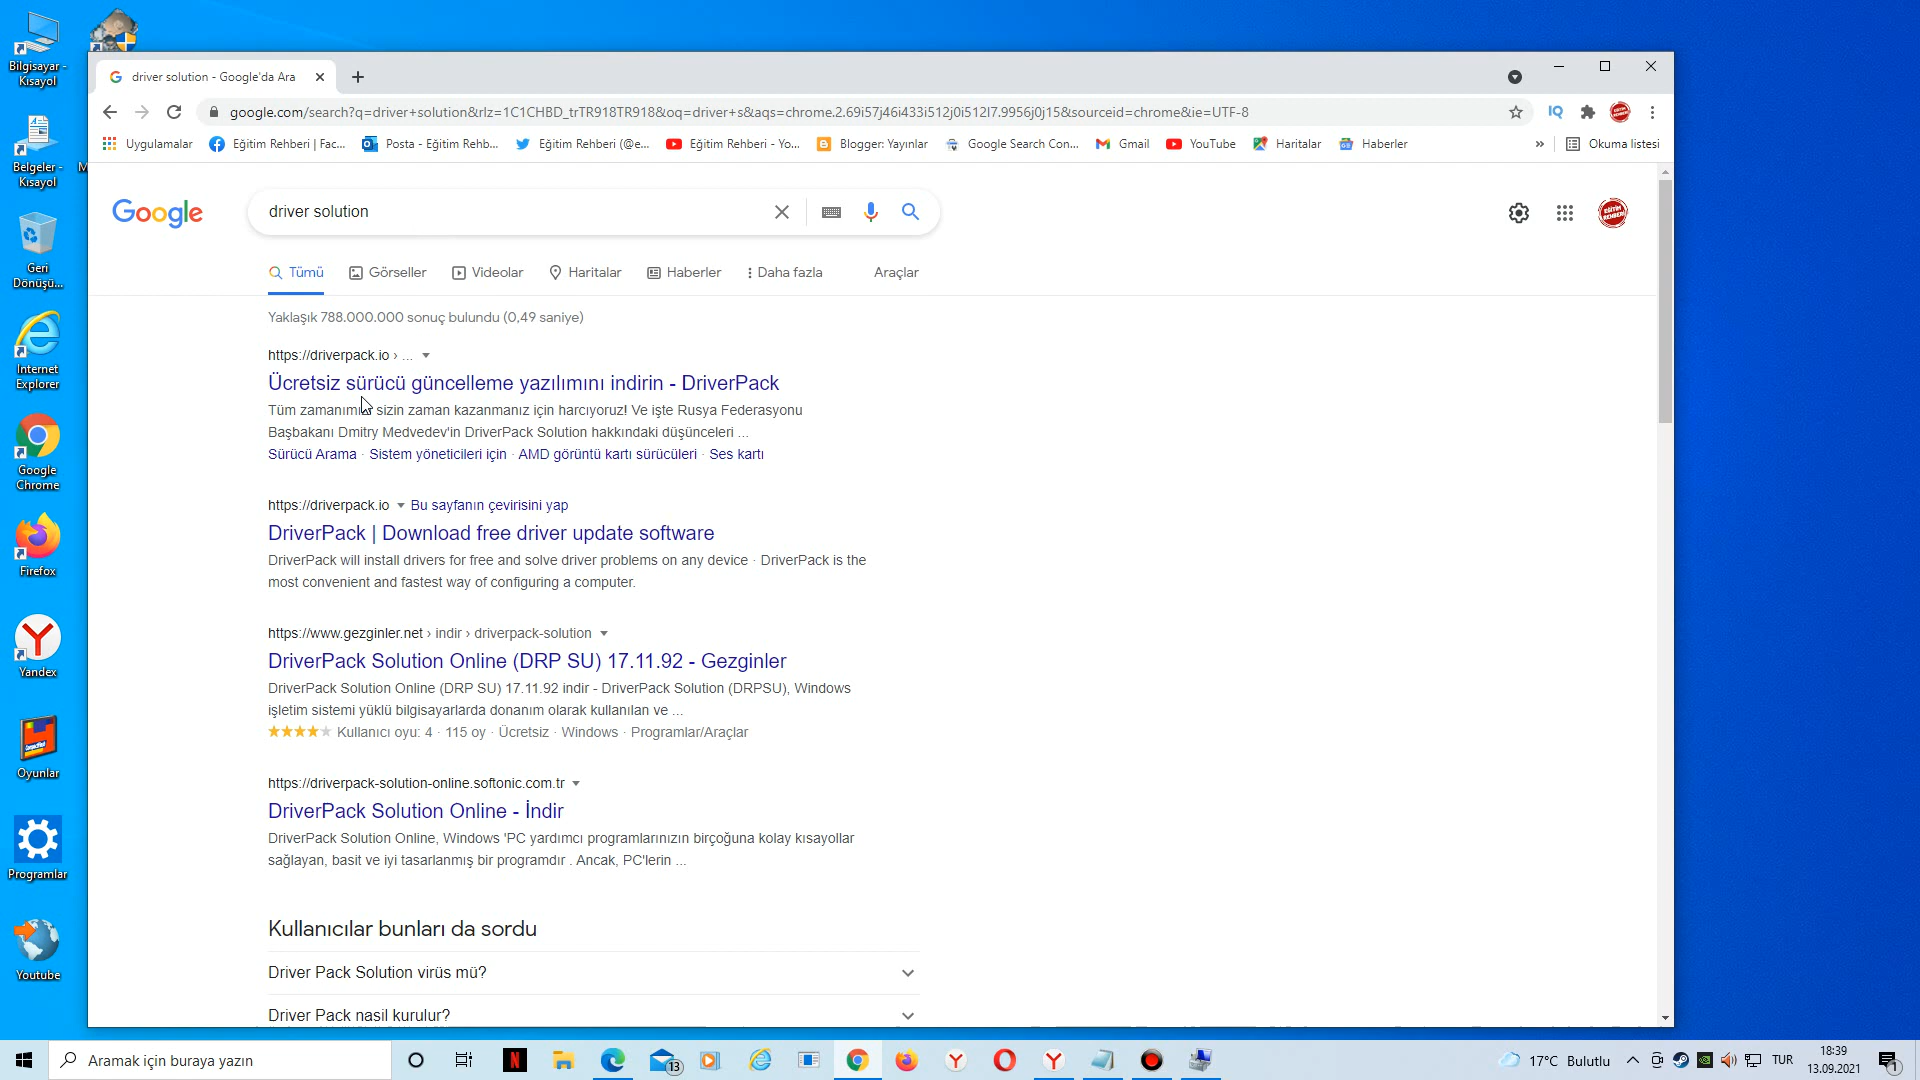 Bilgisayar -
Kısayol
Belgeler -
Kısayol
Geri
Dönüşü...
Internet
Explorer
Google
Chrome
Firefox
Yandex
Oyunlar
Programlar
Youtube
M
driver solution - Google'da Ara
google.com/search?q=driver+solution&rlz=1C1CHBD_trTR918TR918&oq=driver+s&aqs=chrome.2.69i57j46i433i512j0i512l7.9956j0j15&sourceid=chrome&ie=UTF-8
IQ
Uygulamalar Eğitim Rehberi | Fac... Posta - Eğitim Rehb... Eğitim Rehberi (@e... Eğitim Rehberi - Yo... Blogger: Yayınlar Google Search Con... Gmail YouTube Haritalar Haberler » Okuma listesi
Google
driver solution
EĞİTİM REHBERİ
Tümü Görseller Videolar Haritalar Haberler Daha fazla Araçlar
Yaklaşık 788.000.000 sonuç bulundu (0,49 saniye)
https://driverpack.io › ...
Ücretsiz sürücü güncelleme yazılımını indirin - DriverPack
Tüm zamanımızı sizin zaman kazanmanız için harcıyoruz! Ve işte Rusya Federasyonu
Başbakanı Dmitry Medvedev'in DriverPack Solution hakkındaki düşünceleri ...
Sürücü Arama · Sistem yöneticileri için · AMD görüntü kartı sürücüleri · Ses kartı
https://driverpack.io Bu sayfanın çevirisini yap
DriverPack | Download free driver update software
DriverPack will install drivers for free and solve driver problems on any device · DriverPack is the
most convenient and fastest way of configuring a computer.
https://www.gezginler.net › indir › driverpack-solution
DriverPack Solution Online (DRP SU) 17.11.92 - Gezginler
DriverPack Solution Online (DRP SU) 17.11.92 indir - DriverPack Solution (DRPSU), Windows
işletim sistemi yüklü bilgisayarlarda donanım olarak kullanılan ve ...
Kullanıcı oyu: 4 · 115 oy · Ücretsiz · Windows · Programlar/Araçlar
https://driverpack-solution-online.softonic.com.tr
DriverPack Solution Online - İndir
DriverPack Solution Online, Windows 'PC yardımcı programlarınızın birçoğuna kolay kısayollar
sağlayan, basit ve iyi tasarlanmış bir programdır . Ancak, PC'lerin ...
Kullanıcılar bunları da sordu
Driver Pack Solution virüs mü?
Driver Pack nasil kurulur?
Aramak için buraya yazın
13
17°C Bulutlu
TUR
18:39
13.09.2021
1